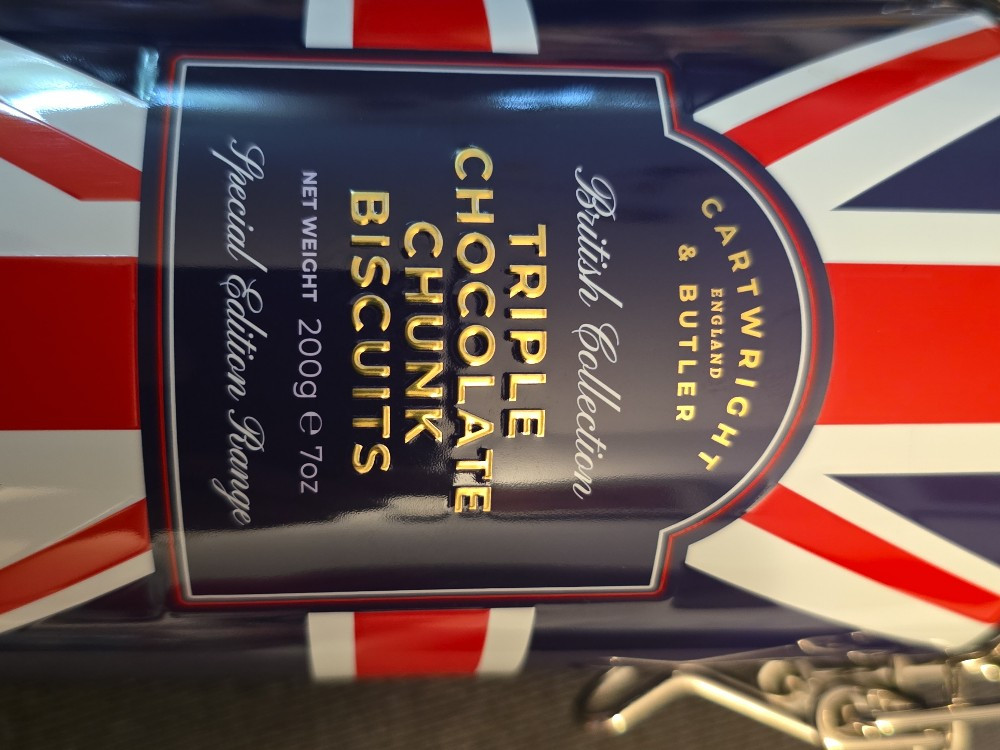 CARTWRIGHT
ENGLAND
& BUTLER
British Collection
TRIPLE
CHOCOLATE
CHUNK
BISCUITS
NET WEIGHT 200g ℮ 7oz
Special Edition Range